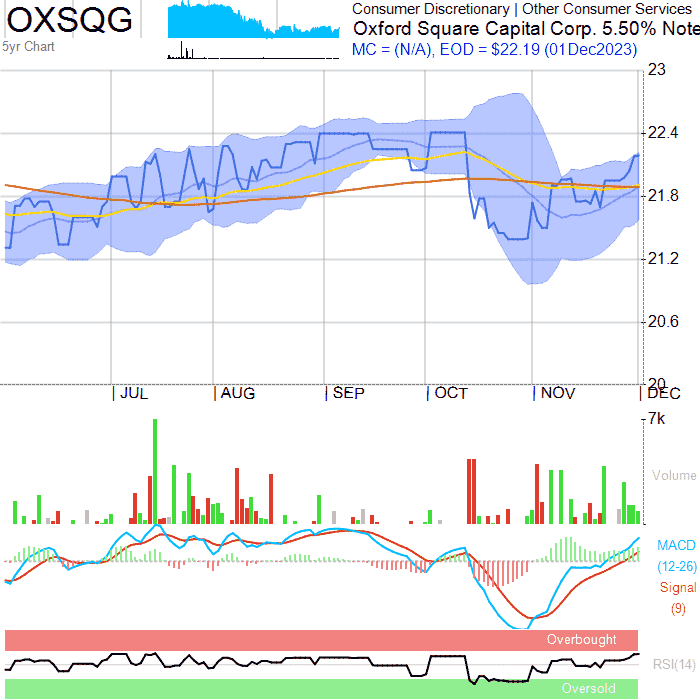 OXSQG
5yr Chart
Consumer Discretionary | Other Consumer Services
Oxford Square Capital Corp. 5.50% Note
MC = (N/A), EOD = $22.19 (01Dec2023)
23
22.4
21.8
21.2
20.6
20
JUL AUG SEP OCT NOV DEC
7k
Volume
MACD
(12-26)
Signal
(9)
Overbought
RSI(14)
Oversold